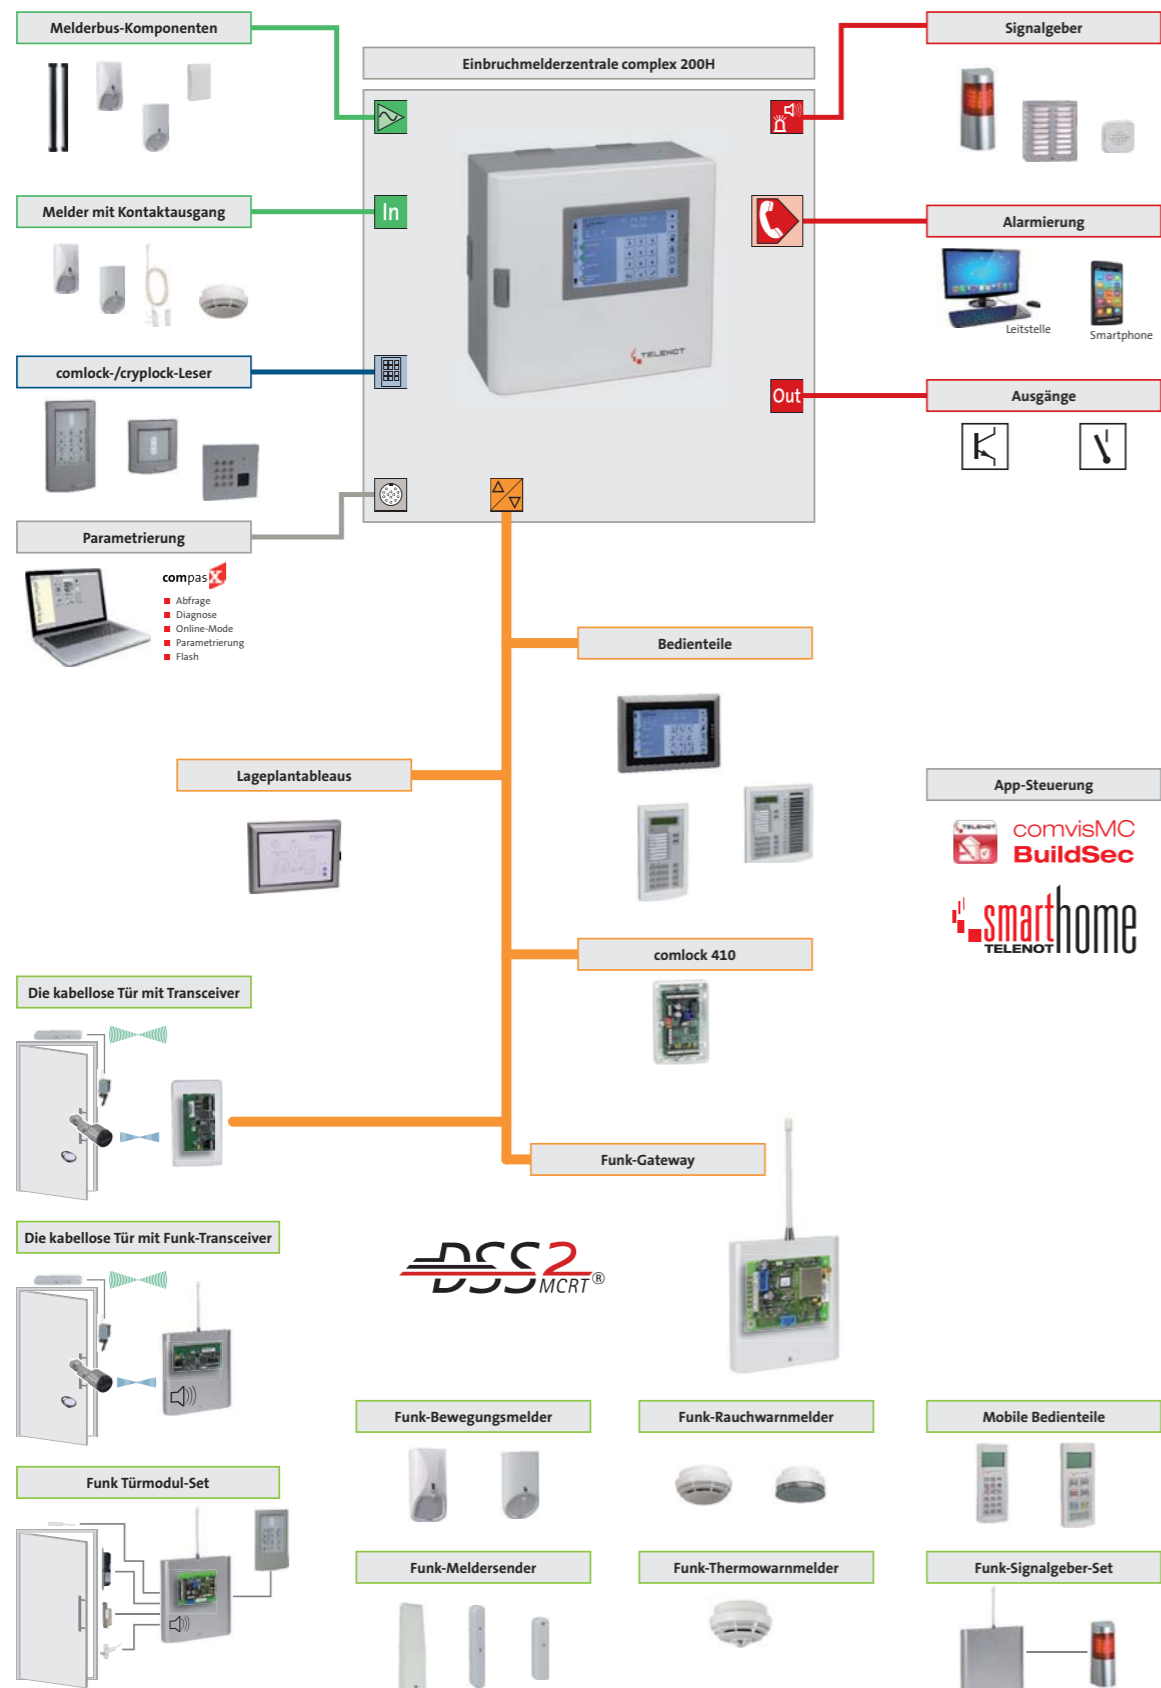 Melderbus-Komponenten
Signalgeber
Einbruchmelderzentrale complex 200H
Melder mit Kontaktausgang
In
Alarmierung
TELENOT
Leitstelle
Smartphone
comlock-/cryplock-Leser
Out
Ausgänge
Parametrierung
compasX
Abfrage
Diagnose
Online-Mode
Parametrierung
Flash
Bedienteile
Lageplantableaus
App-Steuerung
TELENOT
comvisMC
BuildSec
smarthome
TELENOT
comlock 410
Die kabellose Tür mit Transceiver
Funk-Gateway
Die kabellose Tür mit Funk-Transceiver
DSS2
MCRT®
Funk-Bewegungsmelder
Funk-Rauchwarnmelder
Mobile Bedienteile
Funk Türmodul-Set
Funk-Meldersender
Funk-Thermowarnmelder
Funk-Signalgeber-Set